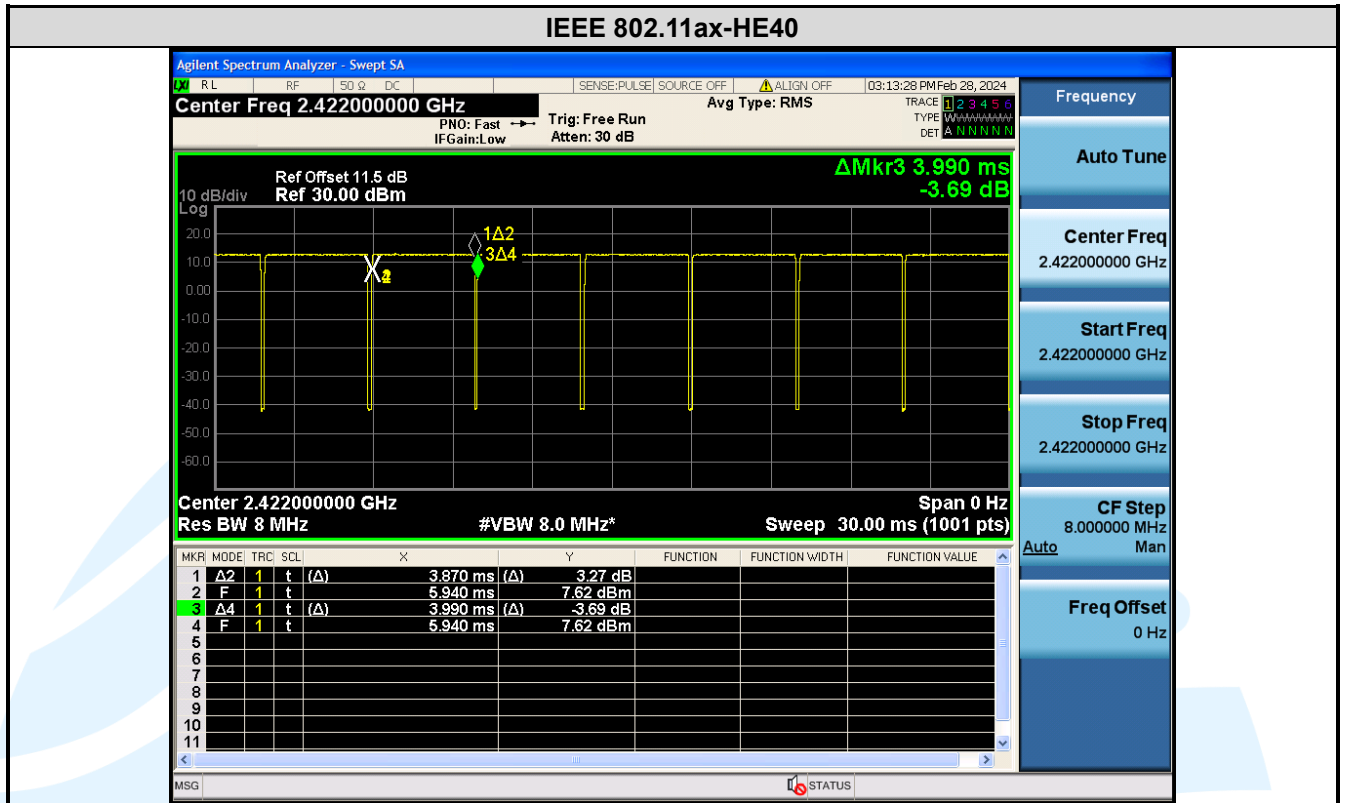 IEEE 802.11ax-HE40
Agilent Spectrum Analyzer - Swept SA
LXI RL RF 50 Ω DC SENSE:PULSE SOURCE OFF ALIGN OFF 03:13:28 PM Feb 28, 2024
Center Freq 2.422000000 GHz
PNO: Fast
IFGain:Low
Trig: Free Run
Atten: 30 dB
Avg Type: RMS
TRACE 1 2 3 4 5 6
TYPE W
DET A N N N N N
ΔMkr3 3.990 ms
-3.69 dB
Ref Offset 11.5 dB
10 dB/div Ref 30.00 dBm
Log
20.0
10.0
0.00
-10.0
-20.0
-30.0
-40.0
-50.0
-60.0
1Δ2
3Δ4
Center 2.422000000 GHz Span 0 Hz
Res BW 8 MHz #VBW 8.0 MHz* Sweep 30.00 ms (1001 pts)
MKR MODE TRC SCL X Y FUNCTION FUNCTION WIDTH FUNCTION VALUE
1 Δ2 1 t (Δ) 3.870 ms (Δ) 3.27 dB
2 F 1 t 5.940 ms 7.62 dBm
3 Δ4 1 t (Δ) 3.990 ms (Δ) -3.69 dB
4 F 1 t 5.940 ms 7.62 dBm
5
6
7
8
9
10
11
MSG STATUS
Frequency
Auto Tune
Center Freq
2.422000000 GHz
Start Freq
2.422000000 GHz
Stop Freq
2.422000000 GHz
CF Step
8.000000 MHz
Auto Man
Freq Offset
0 Hz